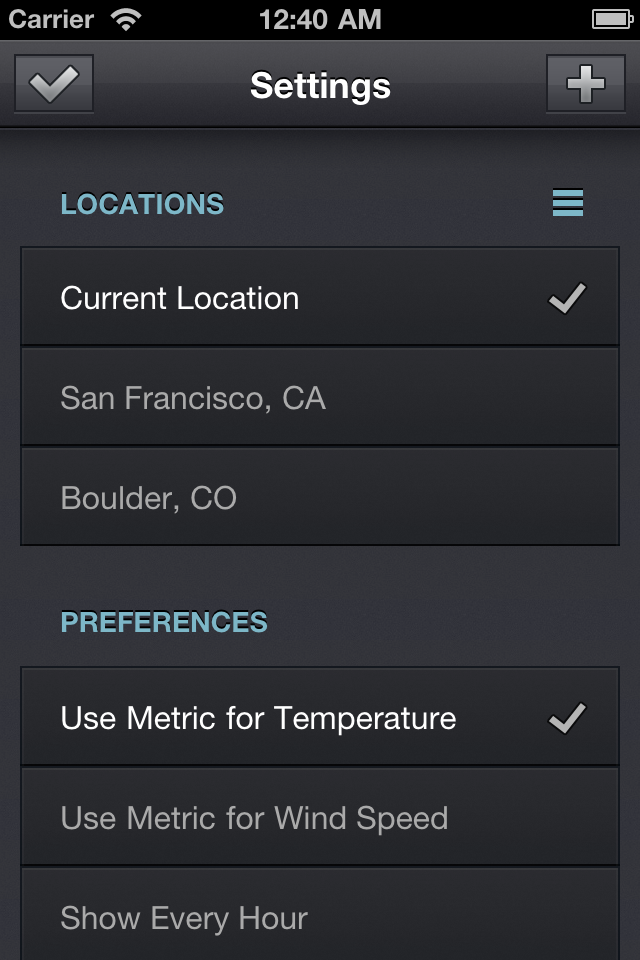 Carrier 12:40 AM
Settings
LOCATIONS
Current Location
San Francisco, CA
Boulder, CO
PREFERENCES
Use Metric for Temperature
Use Metric for Wind Speed
Show Every Hour